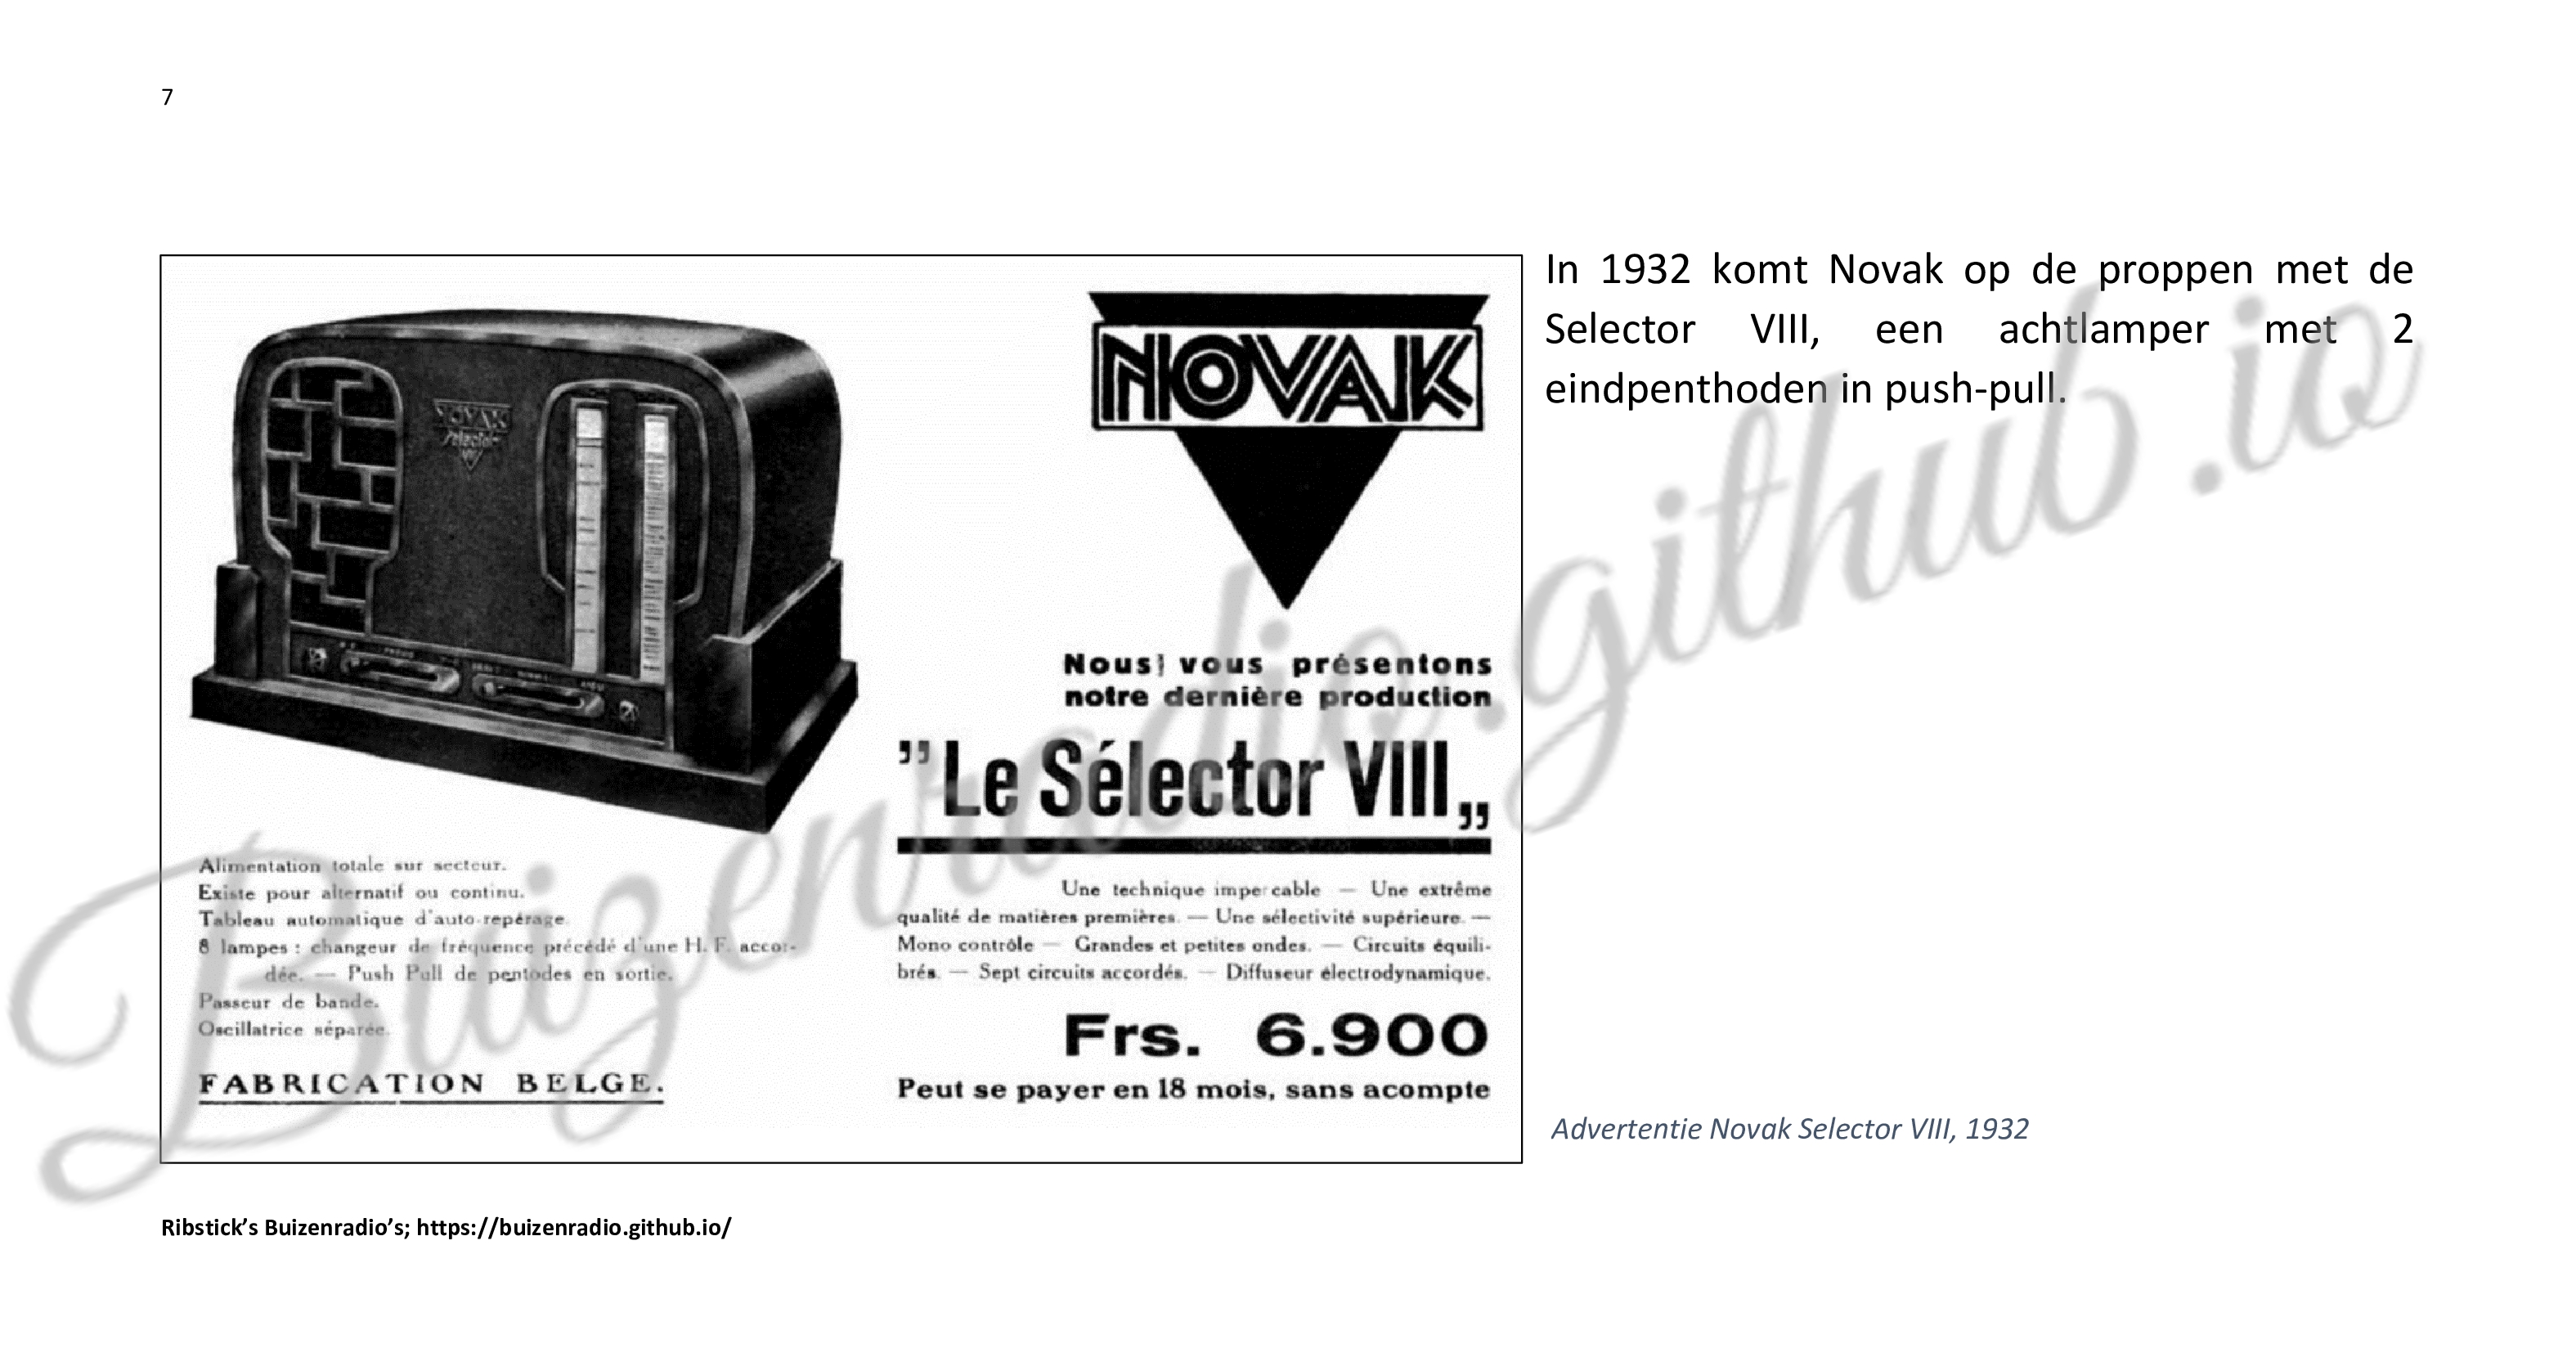 7
In 1932 komt Novak op de proppen met de
Selector VIII, een achtlamper met 2
eindpenthoden in push-pull.
NOVAK
NOVAK
Selector
VIII
Nous vous présentons
notre dernière production
"Le Sélector VIII„
Alimentation totale sur secteur.
Existe pour alternatif ou continu.
Tableau automatique d'auto-repérage.
8 lampes : changeur de fréquence précédé d'une H. F. accor-
dée. — Push Pull de pentodes en sortie.
Passeur de bande.
Oscillatrice séparée.
FABRICATION BELGE.
Une technique impeccable — Une extrême
qualité de matières premières. — Une sélectivité supérieure. —
Mono contrôle — Grandes et petites ondes. — Circuits équili-
brés. — Sept circuits accordés. — Diffuseur électrodynamique.
Frs. 6.900
Peut se payer en 18 mois, sans acompte
Advertentie Novak Selector VIII, 1932
Ribstick's Buizenradio's; https://buizenradio.github.io/
Buizenradio.github.io